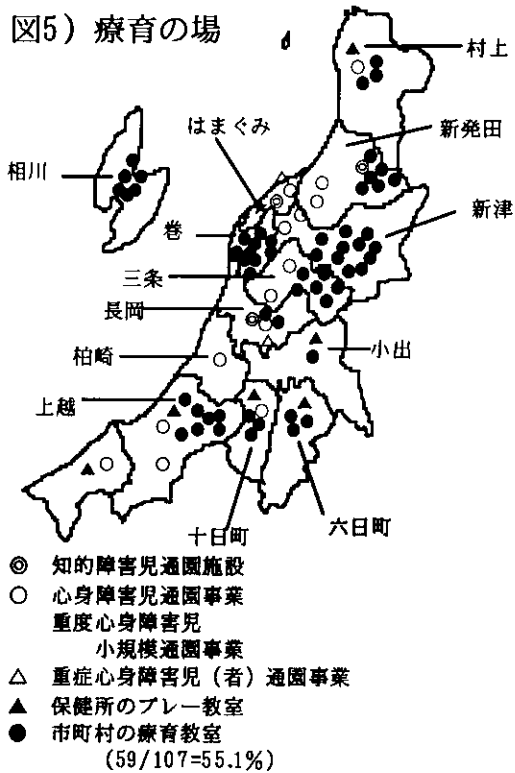 図5）療育の場
村上
はまぐみ
新発田
相川
新津
巻
三条
長岡
小出
柏崎
上越
十日町
六日町
◎ 知的障害児通園施設
○ 心身障害児通園事業
重度心身障害児
小規模通園事業
△ 重症心身障害児（者）通園事業
▲ 保健所のプレー教室
● 市町村の療育教室
(59/107=55.1%)